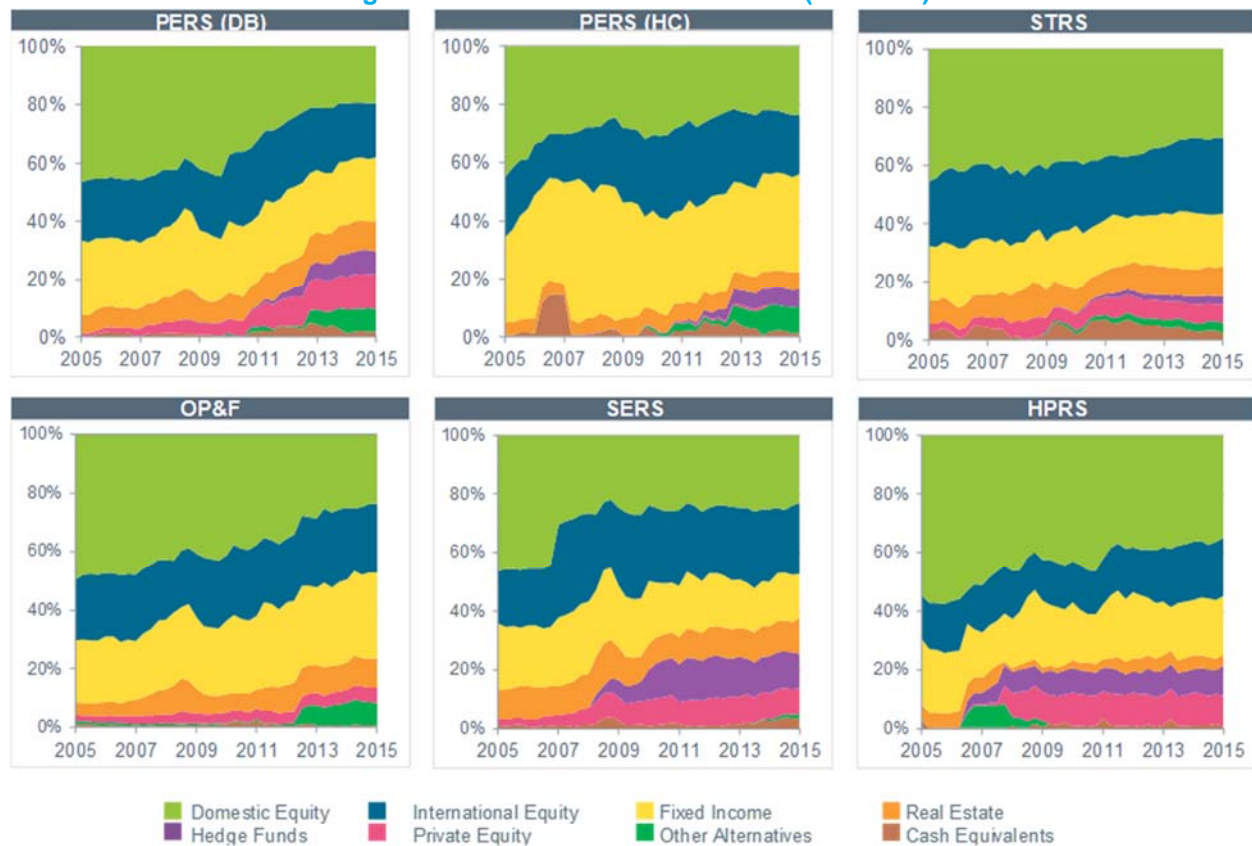 PERS (DB)
PERS (HC)
STRS
100%
80%
60%
40%
20%
0%
2005 2007 2009 2011 2013 2015
100%
80%
60%
40%
20%
0%
2005 2007 2009 2011 2013 2015
100%
80%
60%
40%
20%
0%
2005 2007 2009 2011 2013 2015
OP&F
SERS
HPRS
100%
80%
60%
40%
20%
0%
2005 2007 2009 2011 2013 2015
100%
80%
60%
40%
20%
0%
2005 2007 2009 2011 2013 2015
100%
80%
60%
40%
20%
0%
2005 2007 2009 2011 2013 2015
Domestic Equity International Equity Fixed Income Real Estate
Hedge Funds Private Equity Other Alternatives Cash Equivalents